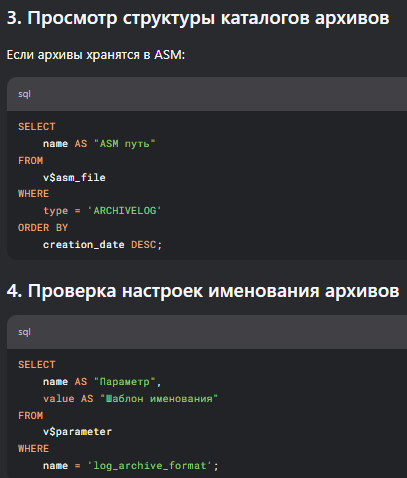 3. Просмотр структуры каталогов архивов
Если архивы хранятся в ASM:
sql
SELECT
name AS "ASM путь"
FROM
v$asm_file
WHERE
type = 'ARCHIVELOG'
ORDER BY
creation_date DESC;
4. Проверка настроек именования архивов
sql
SELECT
name AS "Параметр",
value AS "Шаблон именования"
FROM
v$parameter
WHERE
name = 'log_archive_format';